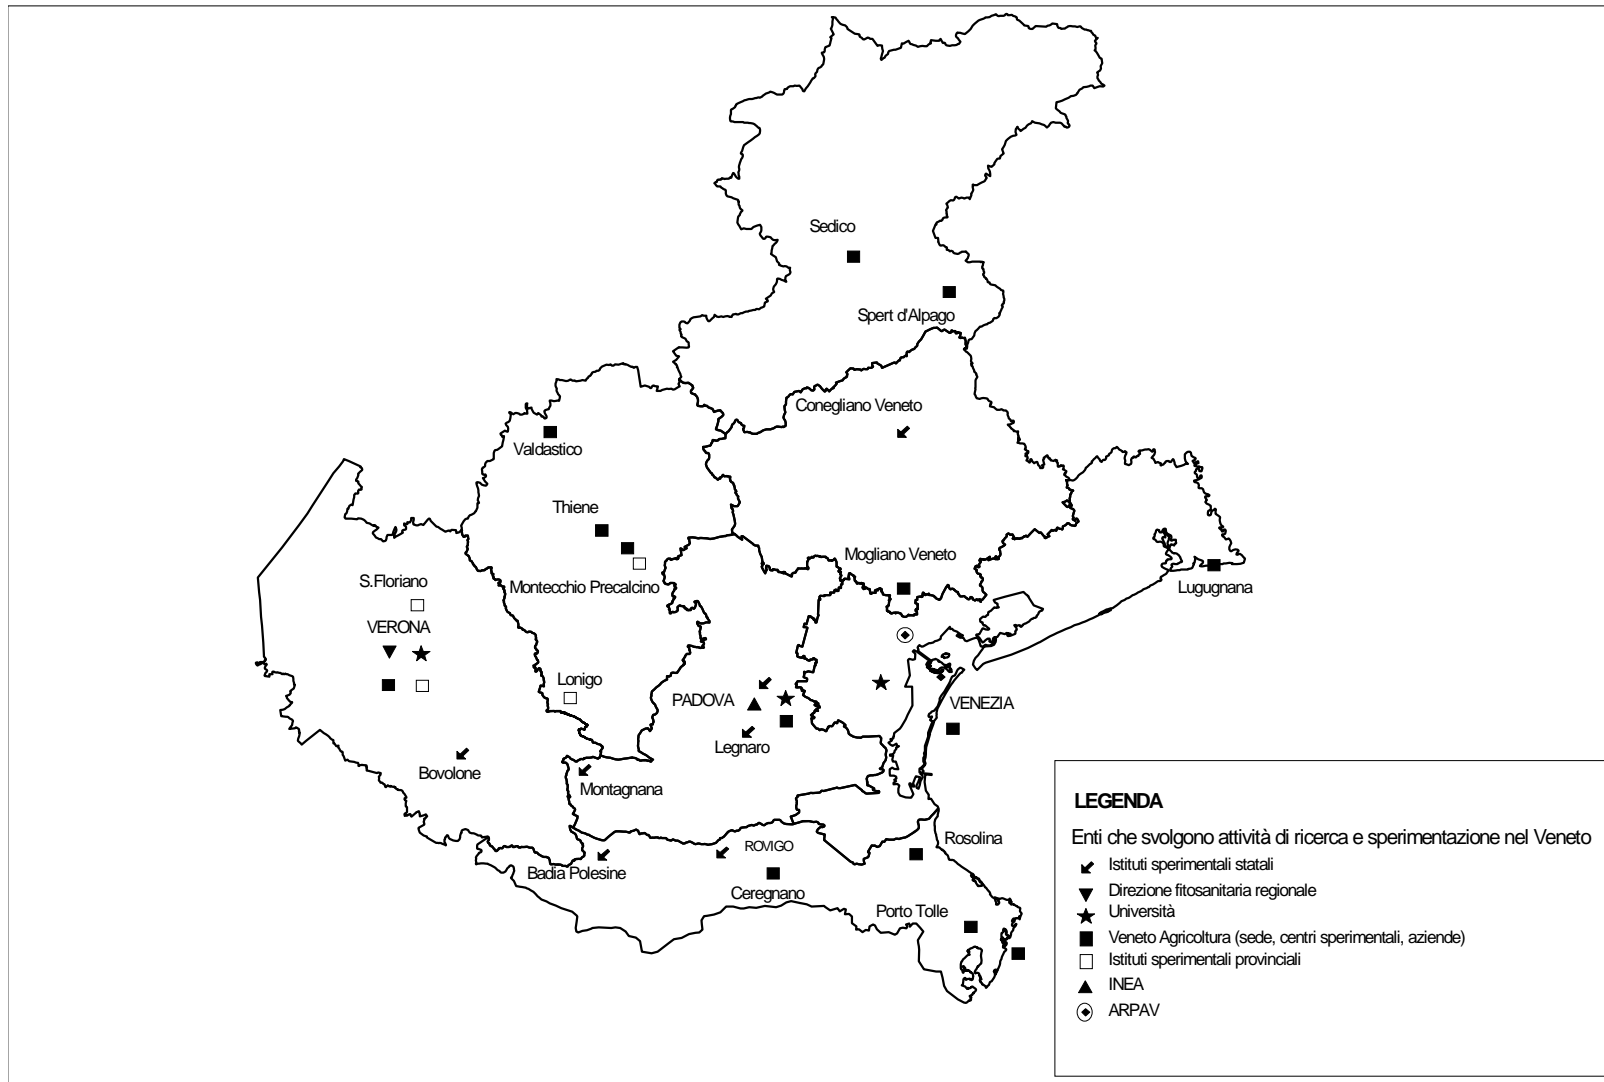 Sedico
Spert d'Alpago
Conegliano Veneto
Valdastico
Thiene
Mogliano Veneto
Montecchio Precalcino
S.Floriano
Lugugnana
VERONA
Lonigo
PADOVA
VENEZIA
Legnaro
Bovolone
Montagnana
Rosolina
ROVIGO
Badia Polesine
Ceregnano
Porto Tolle
LEGENDA
Enti che svolgono attività di ricerca e sperimentazione nel Veneto
Istituti sperimentali statali
Direzione fitosanitaria regionale
Università
Veneto Agricoltura (sede, centri sperimentali, aziende)
Istituti sperimentali provinciali
INEA
ARPAV